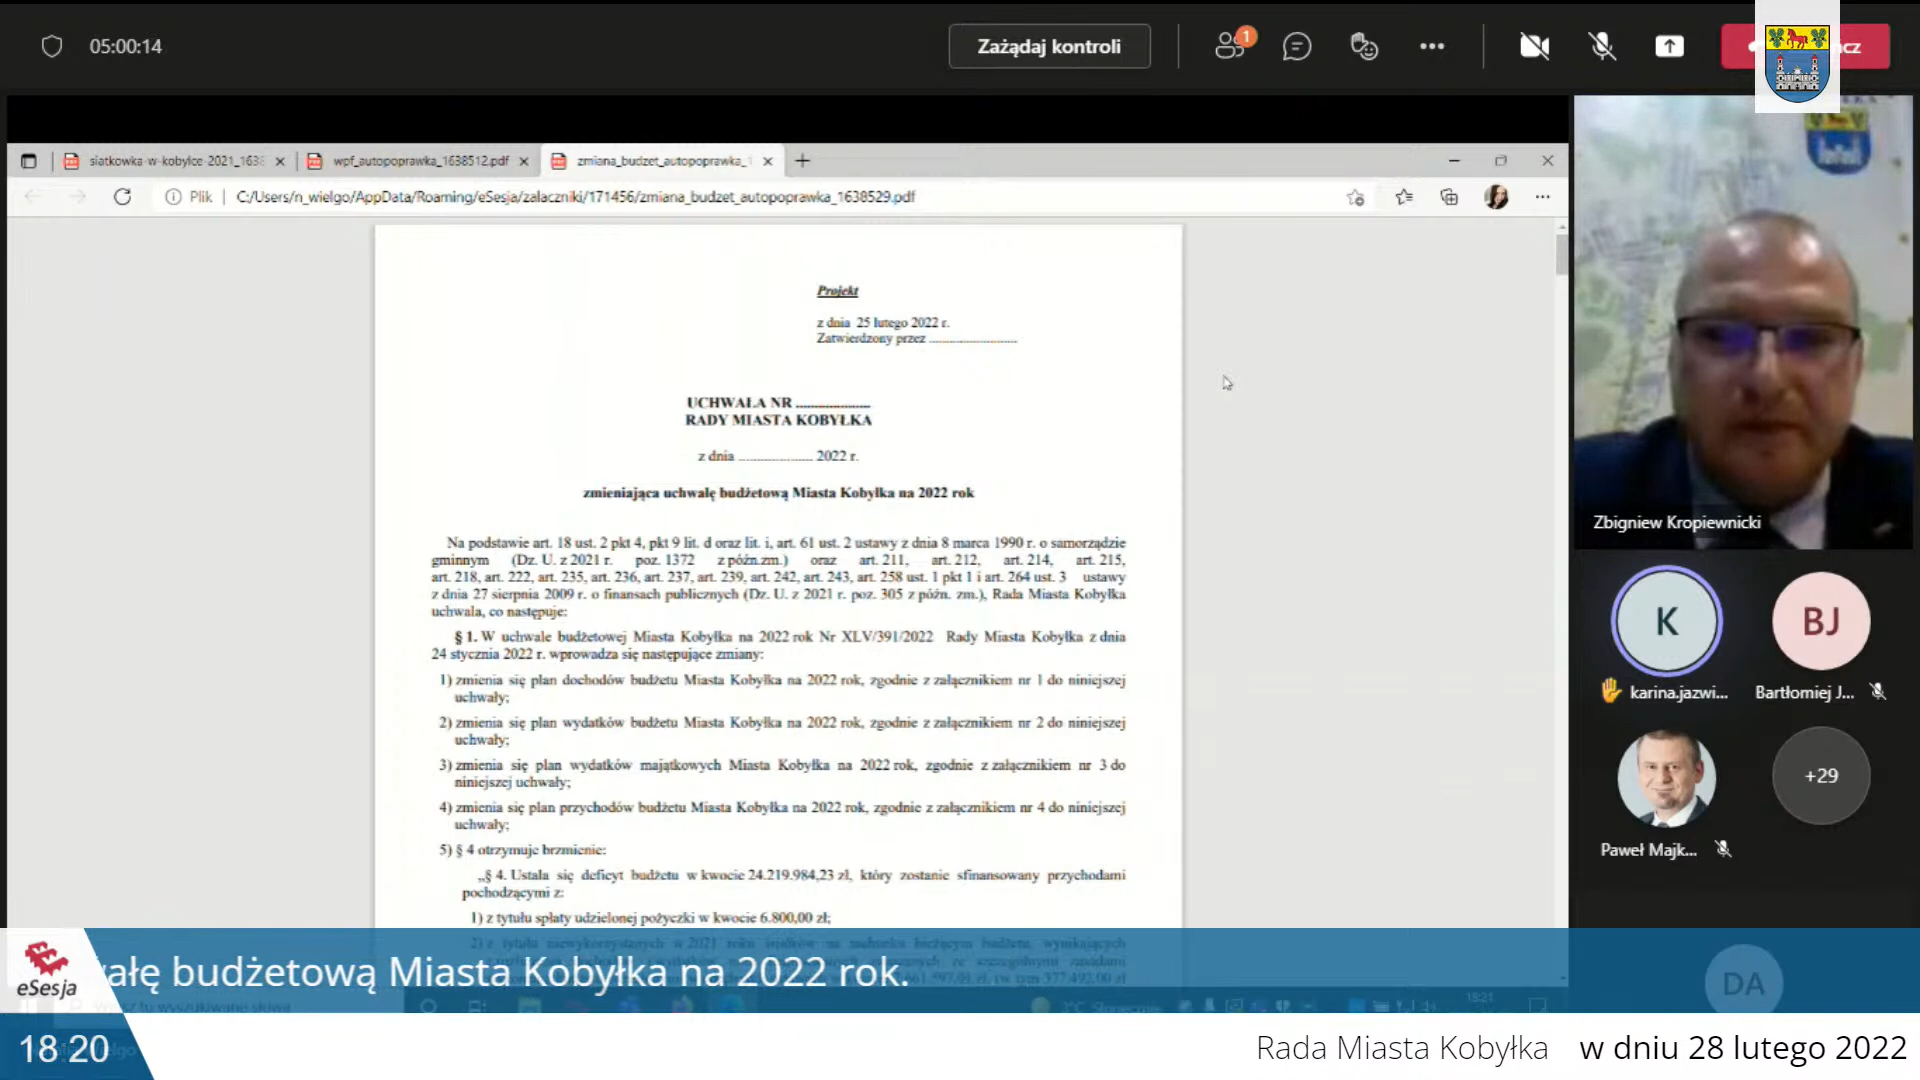 05:00:14
Zażądaj kontroli
1
siatkowka-w-kobylce-2021_1638
wpf_autopoprawka_1638512.pdf
zmiana_budzet_autopoprawka_1
Plik
C:/Users/n_wielgo/AppData/Roaming/eSesja/zalaczniki/171456/zmiana_budzet_autopoprawka_1638529.pdf
Projekt
z dnia 25 lutego 2022 r.
Zatwierdzony przez ............................
UCHWAŁA NR ....................
RADY MIASTA KOBYŁKA
z dnia .................... 2022 r.
zmieniająca uchwałę budżetową Miasta Kobyłka na 2022 rok
Na podstawie art. 18 ust. 2 pkt 4, pkt 9 lit. d oraz lit. i, art. 61 ust. 2 ustawy z dnia 8 marca 1990 r. o samorządzie
gminnym (Dz. U. z 2021 r. poz. 1372 z późn.zm.) oraz art. 211, art. 212, art. 214, art. 215,
art. 218, art. 222, art. 235, art. 236, art. 237, art. 239, art. 242, art. 243, art. 258 ust. 1 pkt 1 i art. 264 ust. 3 ustawy
z dnia 27 sierpnia 2009 r. o finansach publicznych (Dz. U. z 2021 r. poz. 305 z późn. zm.), Rada Miasta Kobyłka
uchwala, co następuje:
§ 1. W uchwale budżetowej Miasta Kobyłka na 2022 rok Nr XLV/391/2022 Rady Miasta Kobyłka z dnia
24 stycznia 2022 r. wprowadza się następujące zmiany:
1) zmienia się plan dochodów budżetu Miasta Kobyłka na 2022 rok, zgodnie z załącznikiem nr 1 do niniejszej
uchwały;
2) zmienia się plan wydatków budżetu Miasta Kobyłka na 2022 rok, zgodnie z załącznikiem nr 2 do niniejszej
uchwały;
3) zmienia się plan wydatków majątkowych Miasta Kobyłka na 2022 rok, zgodnie z załącznikiem nr 3 do
niniejszej uchwały;
4) zmienia się plan przychodów budżetu Miasta Kobyłka na 2022 rok, zgodnie z załącznikiem nr 4 do niniejszej
uchwały;
5) § 4 otrzymuje brzmienie:
„§ 4. Ustala się deficyt budżetu w kwocie 24.219.984,23 zł, który zostanie sfinansowany przychodami
pochodzącymi z:
1) z tytułu spłaty udzielonej pożyczki w kwocie 6.800,00 zł;
Zbigniew Kropiewnicki
K
BJ
karina.jazwi...
Bartłomiej J...
+29
Paweł Majk...
DA
eSesja
ałę budżetową Miasta Kobyłka na 2022 rok.
18:21
18:20
Rada Miasta Kobyłka w dniu 28 lutego 2022